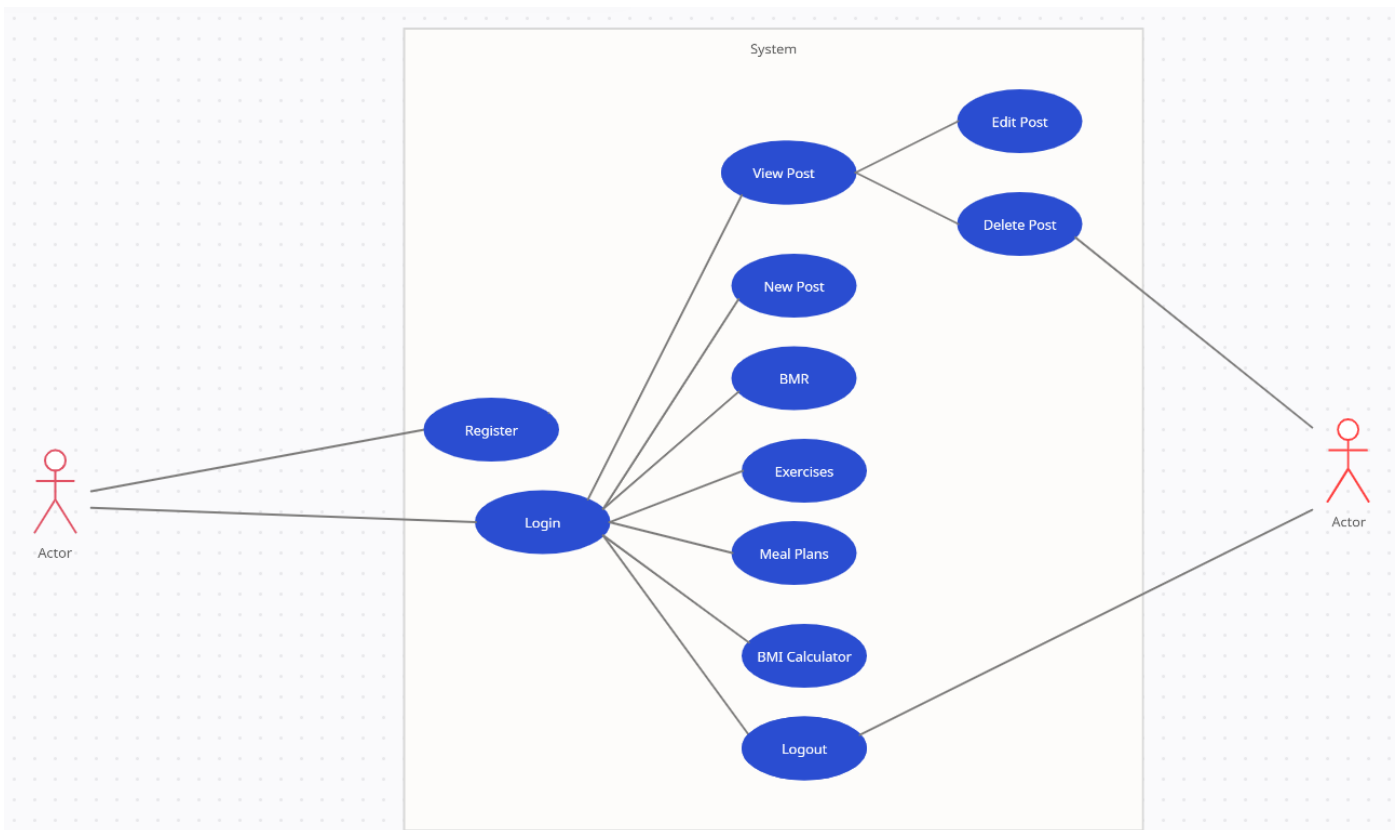 System
Edit Post
View Post
Delete Post
New Post
BMR
Register
Exercises
Login
Actor
Meal Plans
Actor
BMI Calculator
Logout